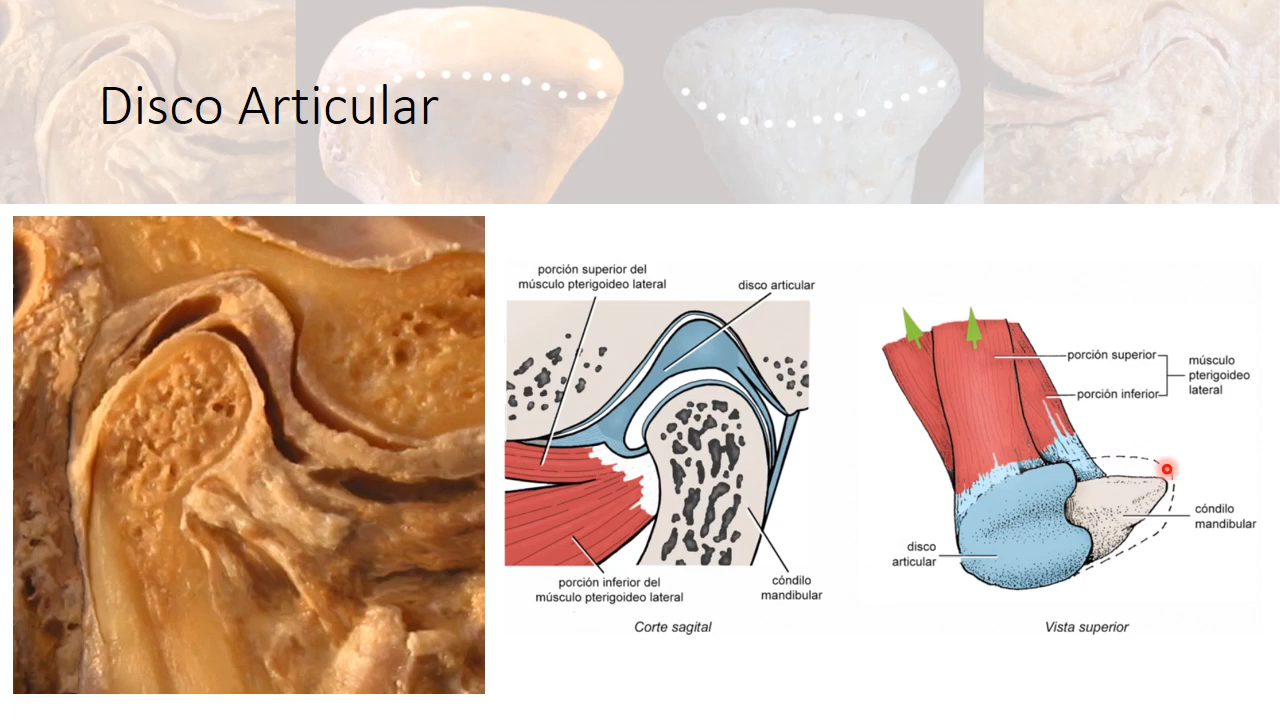 Disco Articular
porción superior del
músculo pterigoideo lateral
disco articular
porción inferior del
músculo pterigoideo lateral
cóndilo
mandibular
Corte sagital
porción superior
porción inferior
músculo
pterigoideo
lateral
cóndilo
mandibular
disco
articular
Vista superior